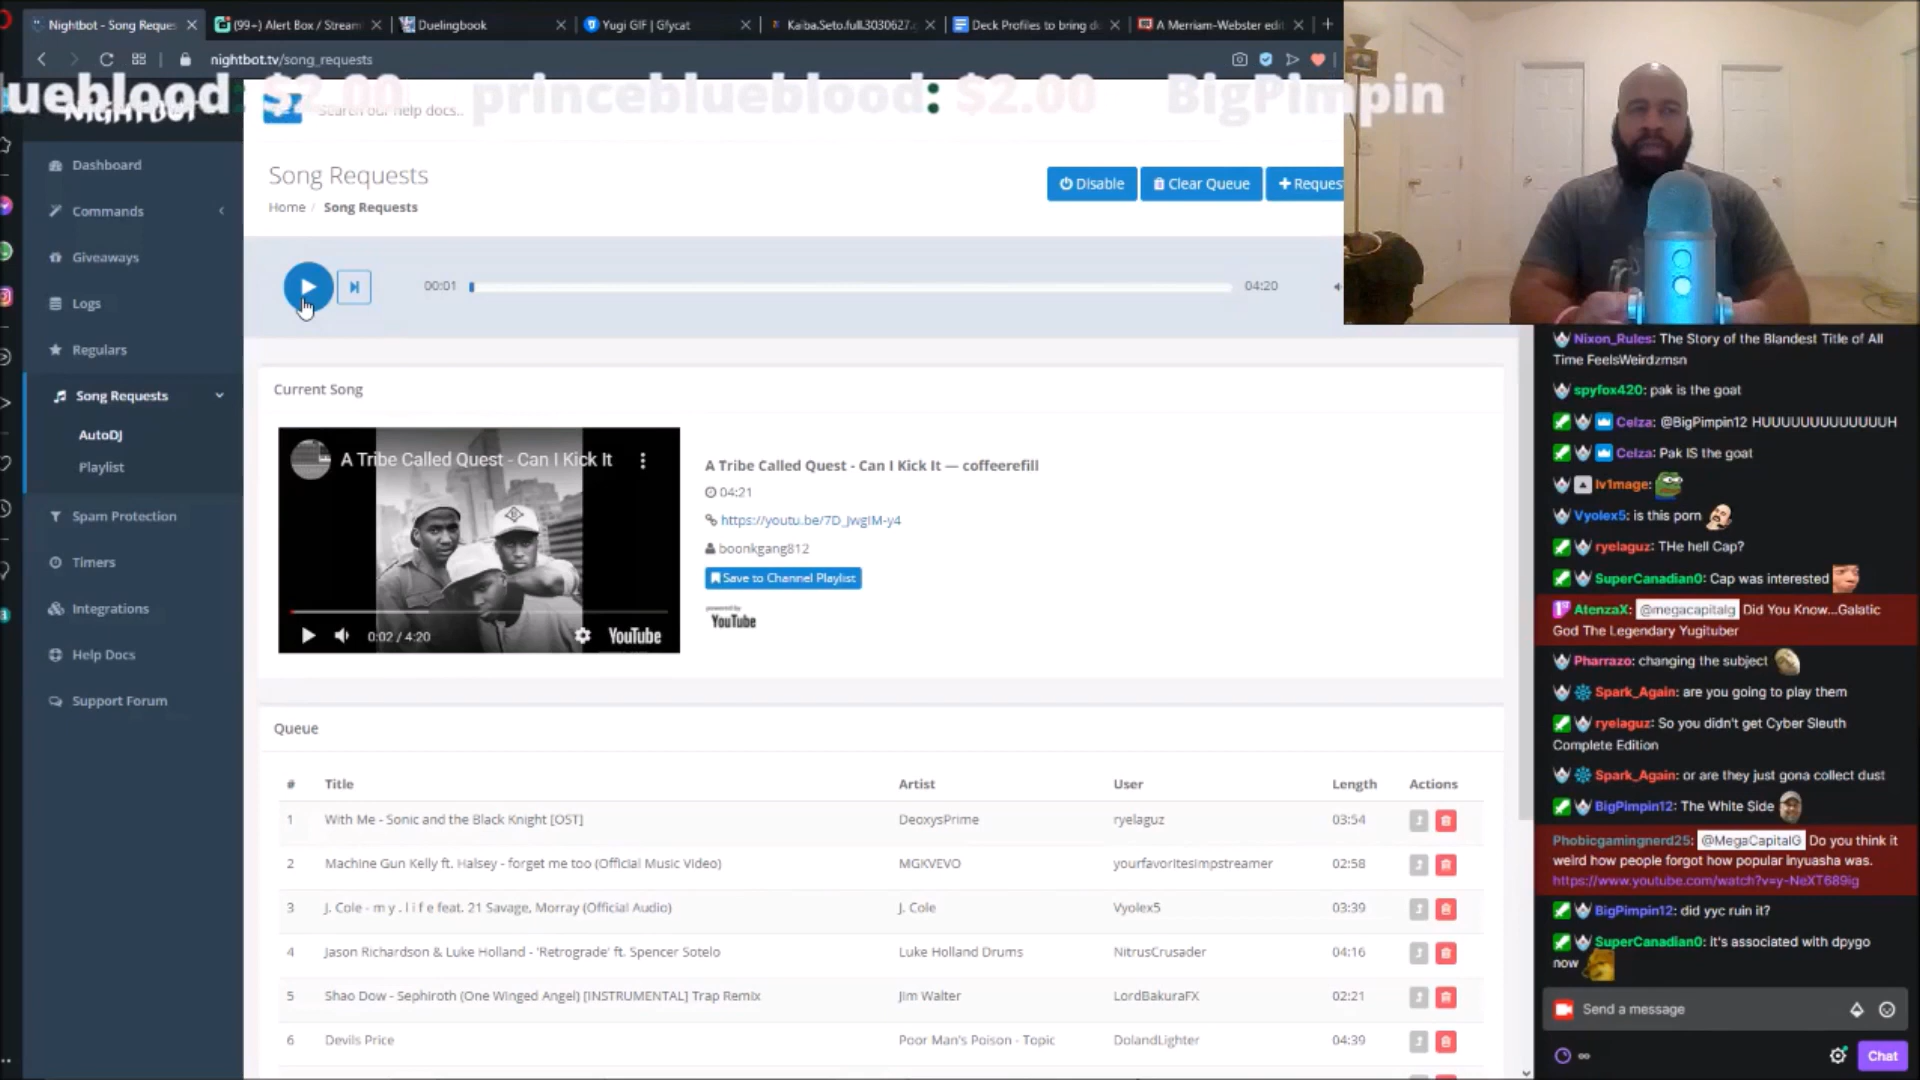 Nightbot - Song Reques
(99+) Alert Box / Stream
Duelingbook
Yugi GIF | Gfycat
Kaiba.Seto.full.3030627.
Deck Profiles to bring d
A Merriam-Webster edit
nightbot.tv/song_requests
ueblood: $2.00 princeblueblood: $2.00 BigPimpin
NIGHTBOT
Search our help docs..
Dashboard
Commands
Giveaways
Logs
Regulars
Song Requests
AutoDJ
Playlist
Spam Protection
Timers
Integrations
Help Docs
Support Forum
Song Requests
Home / Song Requests
Disable
Clear Queue
+Reques
00:01
04:20
Current Song
A Tribe Called Quest - Can I Kick It
0:02 / 4:20
YouTube
A Tribe Called Quest - Can I Kick It — coffeerefill
04:21
https://youtu.be/7D_JwgIM-y4
boonkgang812
Save to Channel Playlist
powered by
YouTube
Queue
# Title Artist User Length Actions
1 With Me - Sonic and the Black Knight [OST] DeoxysPrime ryelaguz 03:54
2 Machine Gun Kelly ft. Halsey - forget me too (Official Music Video) MGKVEVO yourfavoritesimpstreamer 02:58
3 J. Cole - m y . l i f e feat. 21 Savage, Morray (Official Audio) J. Cole Vyolex5 03:39
4 Jason Richardson & Luke Holland - 'Retrograde' ft. Spencer Sotelo Luke Holland Drums NitrusCrusader 04:16
5 Shao Dow - Sephiroth (One Winged Angel) [INSTRUMENTAL] Trap Remix Jim Walter LordBakuraFX 02:21
6 Devils Price Poor Man's Poison - Topic DolandLighter 04:39
Nixon_Rules: The Story of the Blandest Title of All
Time FeelsWeirdzmsn
spyfox420: pak is the goat
Celza: @BigPimpin12 HUUUUUUUUUUUUUH
Celza: Pak IS the goat
lv1mage:
Vyolex5: is this porn
ryelaguz: THe hell Cap?
SuperCanadian0: Cap was interested
AtenzaX: @megacapitalg Did You Know...Galatic
God The Legendary Yugituber
Pharrazo: changing the subject
Spark_Again: are you going to play them
ryelaguz: So you didn't get Cyber Sleuth
Complete Edition
Spark_Again: or are they just gona collect dust
BigPimpin12: The White Side
Phobicgamingnerd25: @MegaCapitalG Do you think it
weird how people forgot how popular Inyuasha was.
https://www.youtube.com/watch?v=y-NeXT689ig
BigPimpin12: did yyc ruin it?
SuperCanadian0: it's associated with dpygo
now
Send a message
Chat